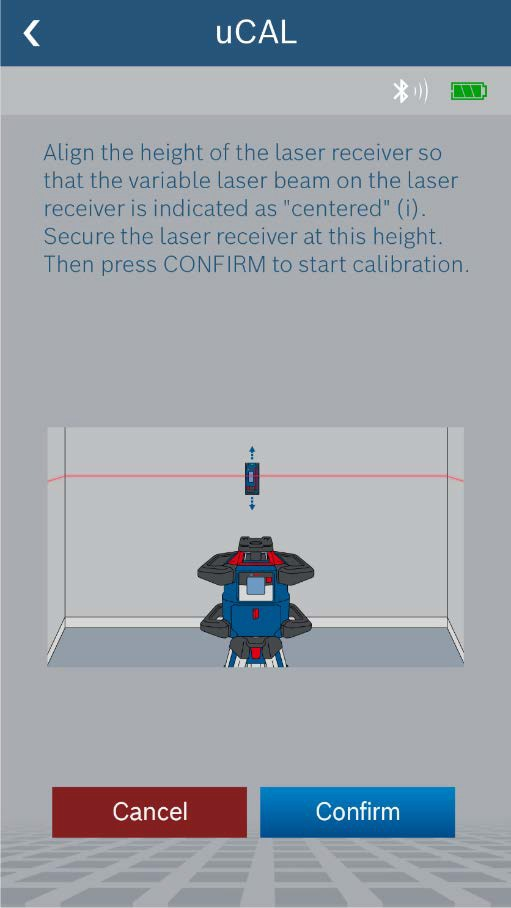 uCAL
Align the height of the laser receiver so
that the variable laser beam on the laser
receiver is indicated as "centered" (i).
Secure the laser receiver at this height.
Then press CONFIRM to start calibration.
Cancel
Confirm